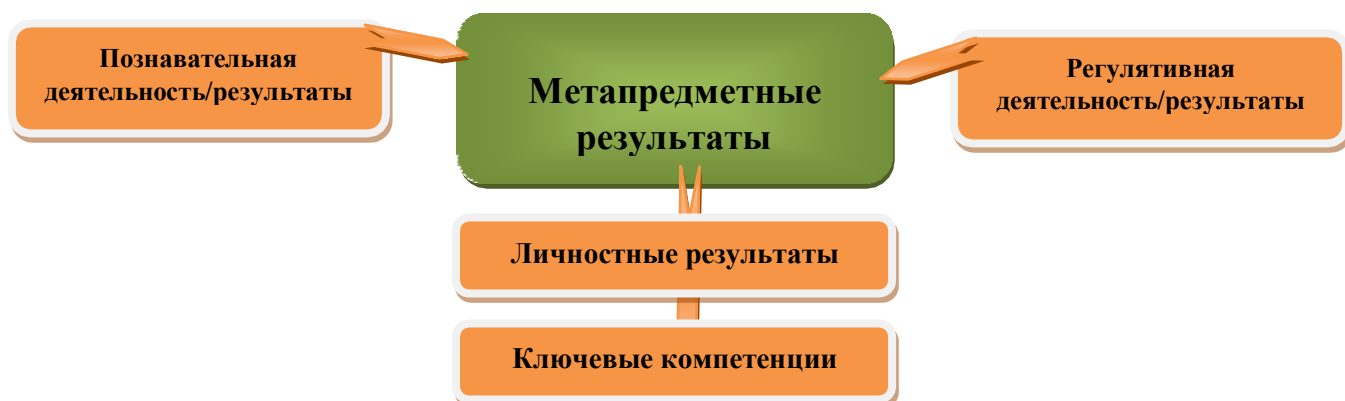 Познавательная
деятельность/результаты
Метапредметные
результаты
Регулятивная
деятельность/результаты
Личностные результаты
Ключевые компетенции